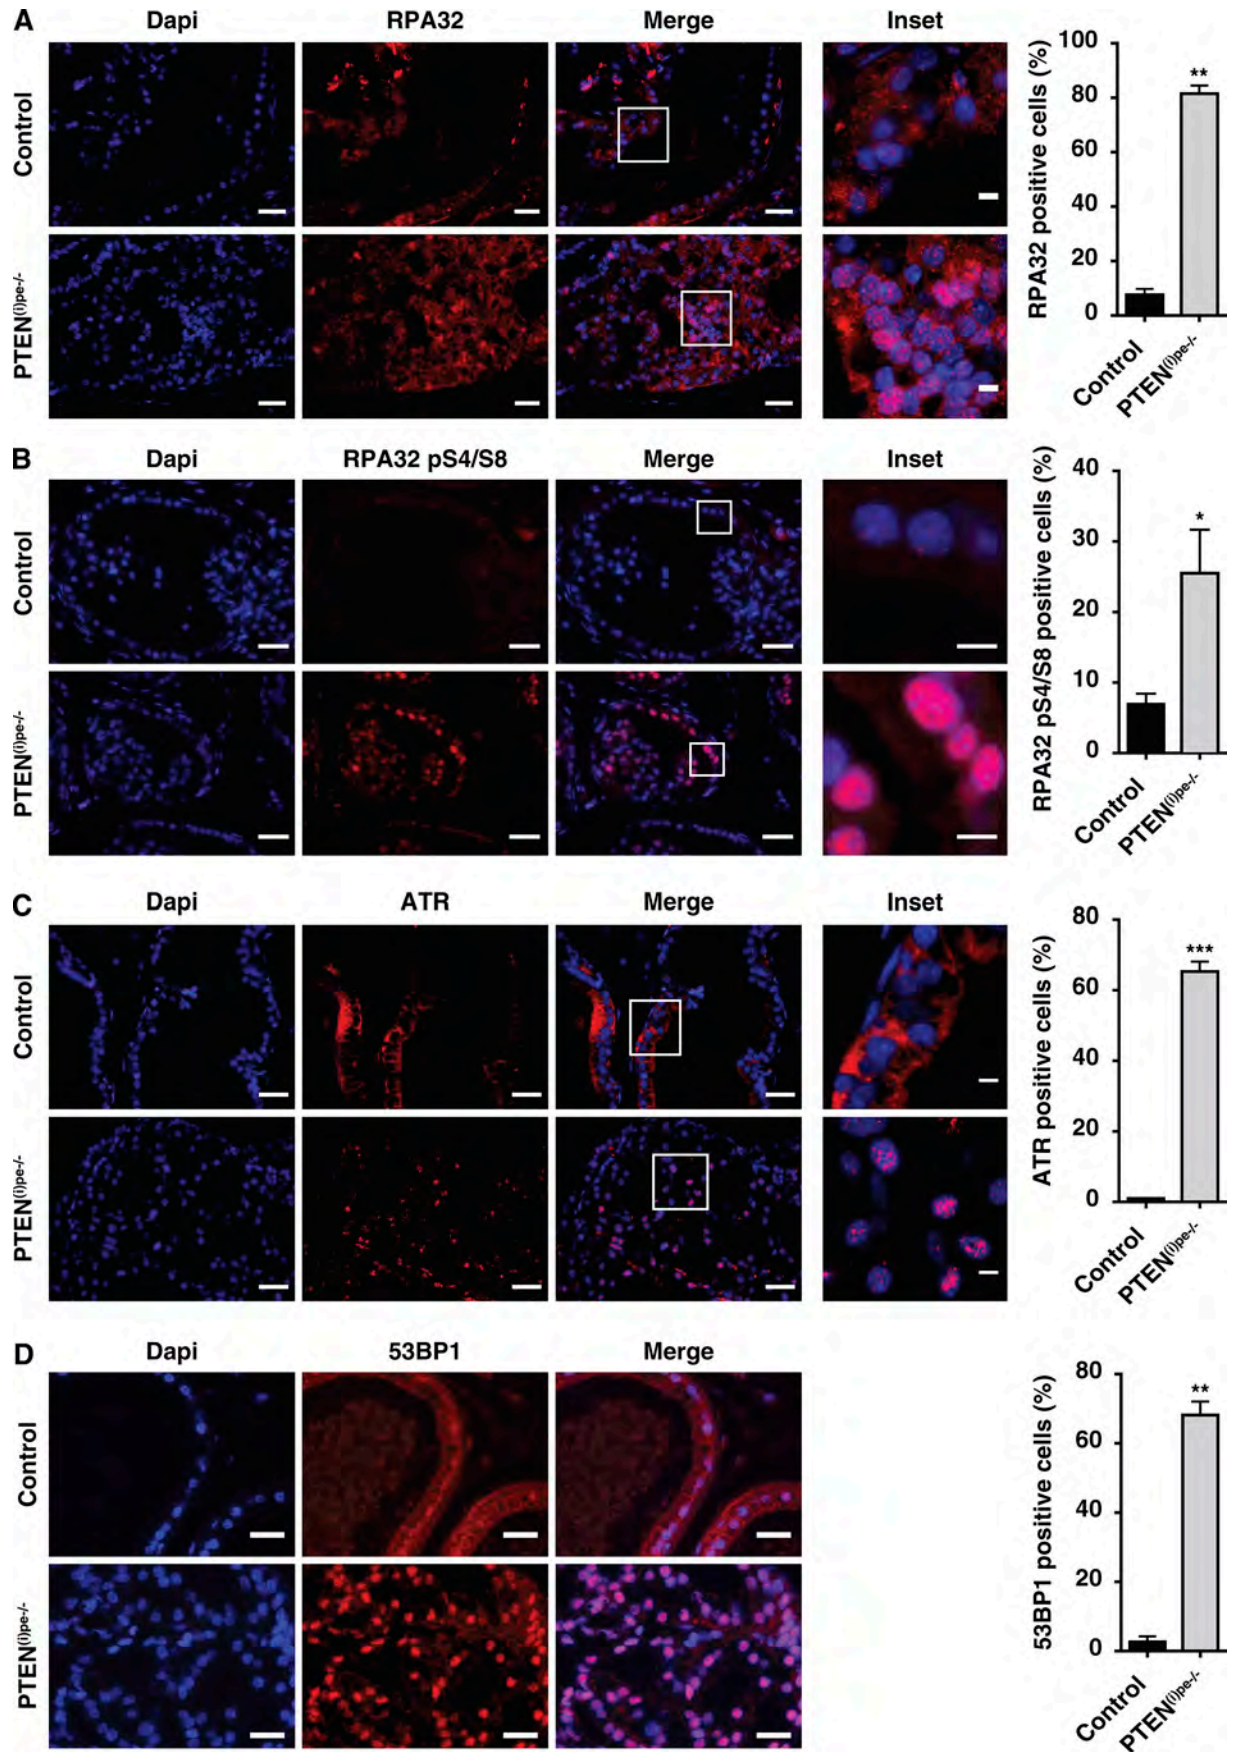 A
Dapi RPA32 Merge Inset
Control
PTEN(i)pe-/-
RPA32 positive cells (%)
100
80
60
40
20
0
**
Control
PTEN(i)pe-/-
B
Dapi RPA32 pS4/S8 Merge Inset
Control
PTEN(i)pe-/-
RPA32 pS4/S8 positive cells (%)
40
30
20
10
0
*
Control
PTEN(i)pe-/-
C
Dapi ATR Merge Inset
Control
PTEN(i)pe-/-
ATR positive cells (%)
80
60
40
20
0
***
Control
PTEN(i)pe-/-
D
Dapi 53BP1 Merge
Control
PTEN(i)pe-/-
53BP1 positive cells (%)
80
60
40
20
0
**
Control
PTEN(i)pe-/-